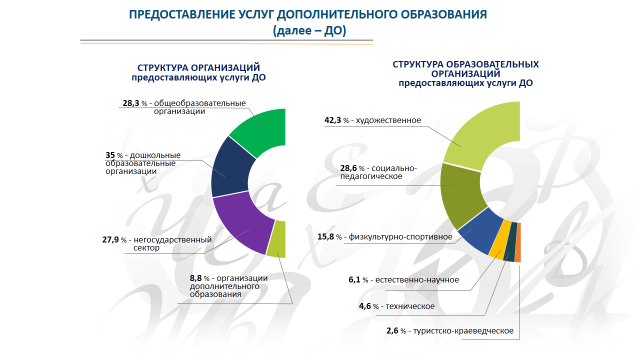 ПРЕДОСТАВЛЕНИЕ УСЛУГ ДОПОЛНИТЕЛЬНОГО ОБРАЗОВАНИЯ
(далее – ДО)
СТРУКТУРА ОРГАНИЗАЦИЙ
предоставляющих услуги ДО
28,3 % - общеобразовательные
организации
35 % - дошкольные
образовательные
организации
27,9 % - негосударственный
сектор
8,8 % - организации
дополнительного
образования
СТРУКТУРА ОБРАЗОВАТЕЛЬНЫХ
ОРГАНИЗАЦИЙ
предоставляющих услуги ДО
42,3 % - художественное
28,6 % - социально-
педагогическое
15,8 % - физкультурно-спортивное
6,1 % - естественно-научное
4,6 % - техническое
2,6 % - туристско-краеведческое